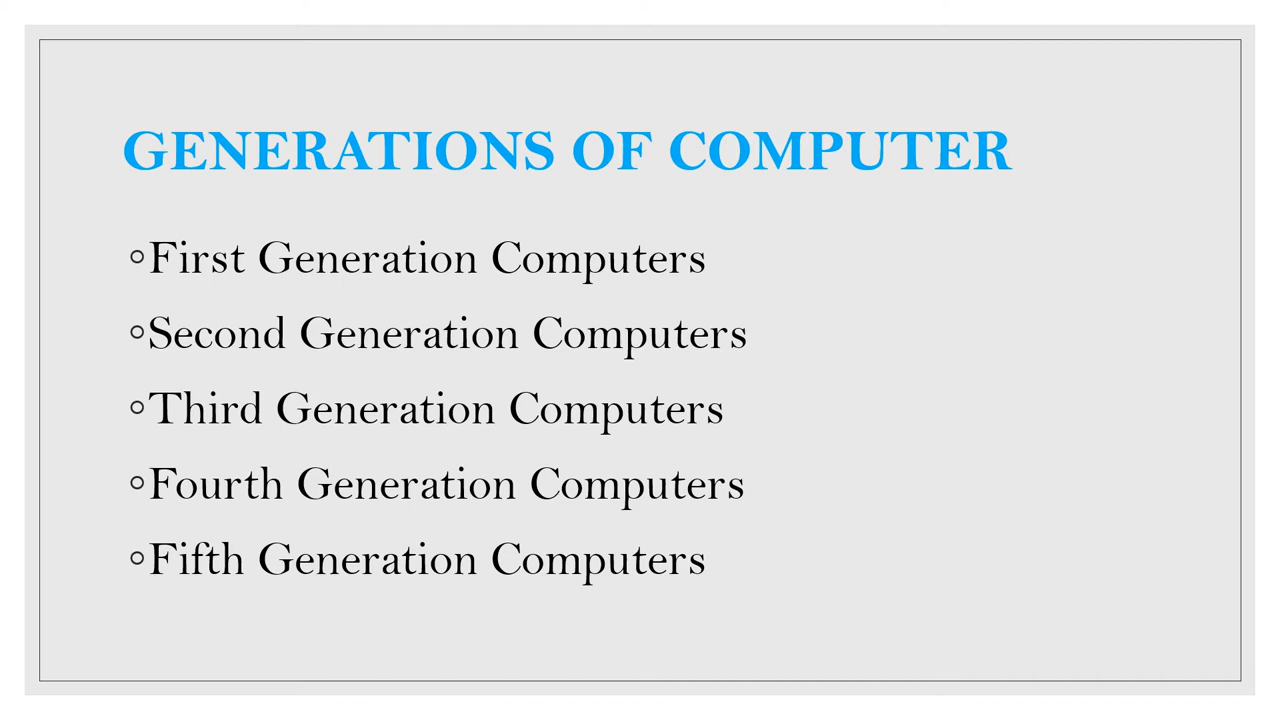 GENERATIONS OF COMPUTER
◦First Generation Computers
◦Second Generation Computers
◦Third Generation Computers
◦Fourth Generation Computers
◦Fifth Generation Computers